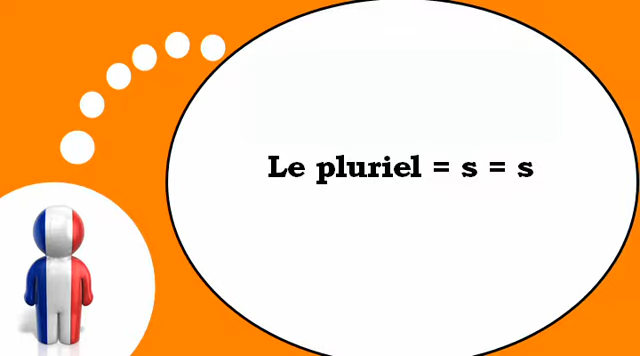 Le pluriel = s = s